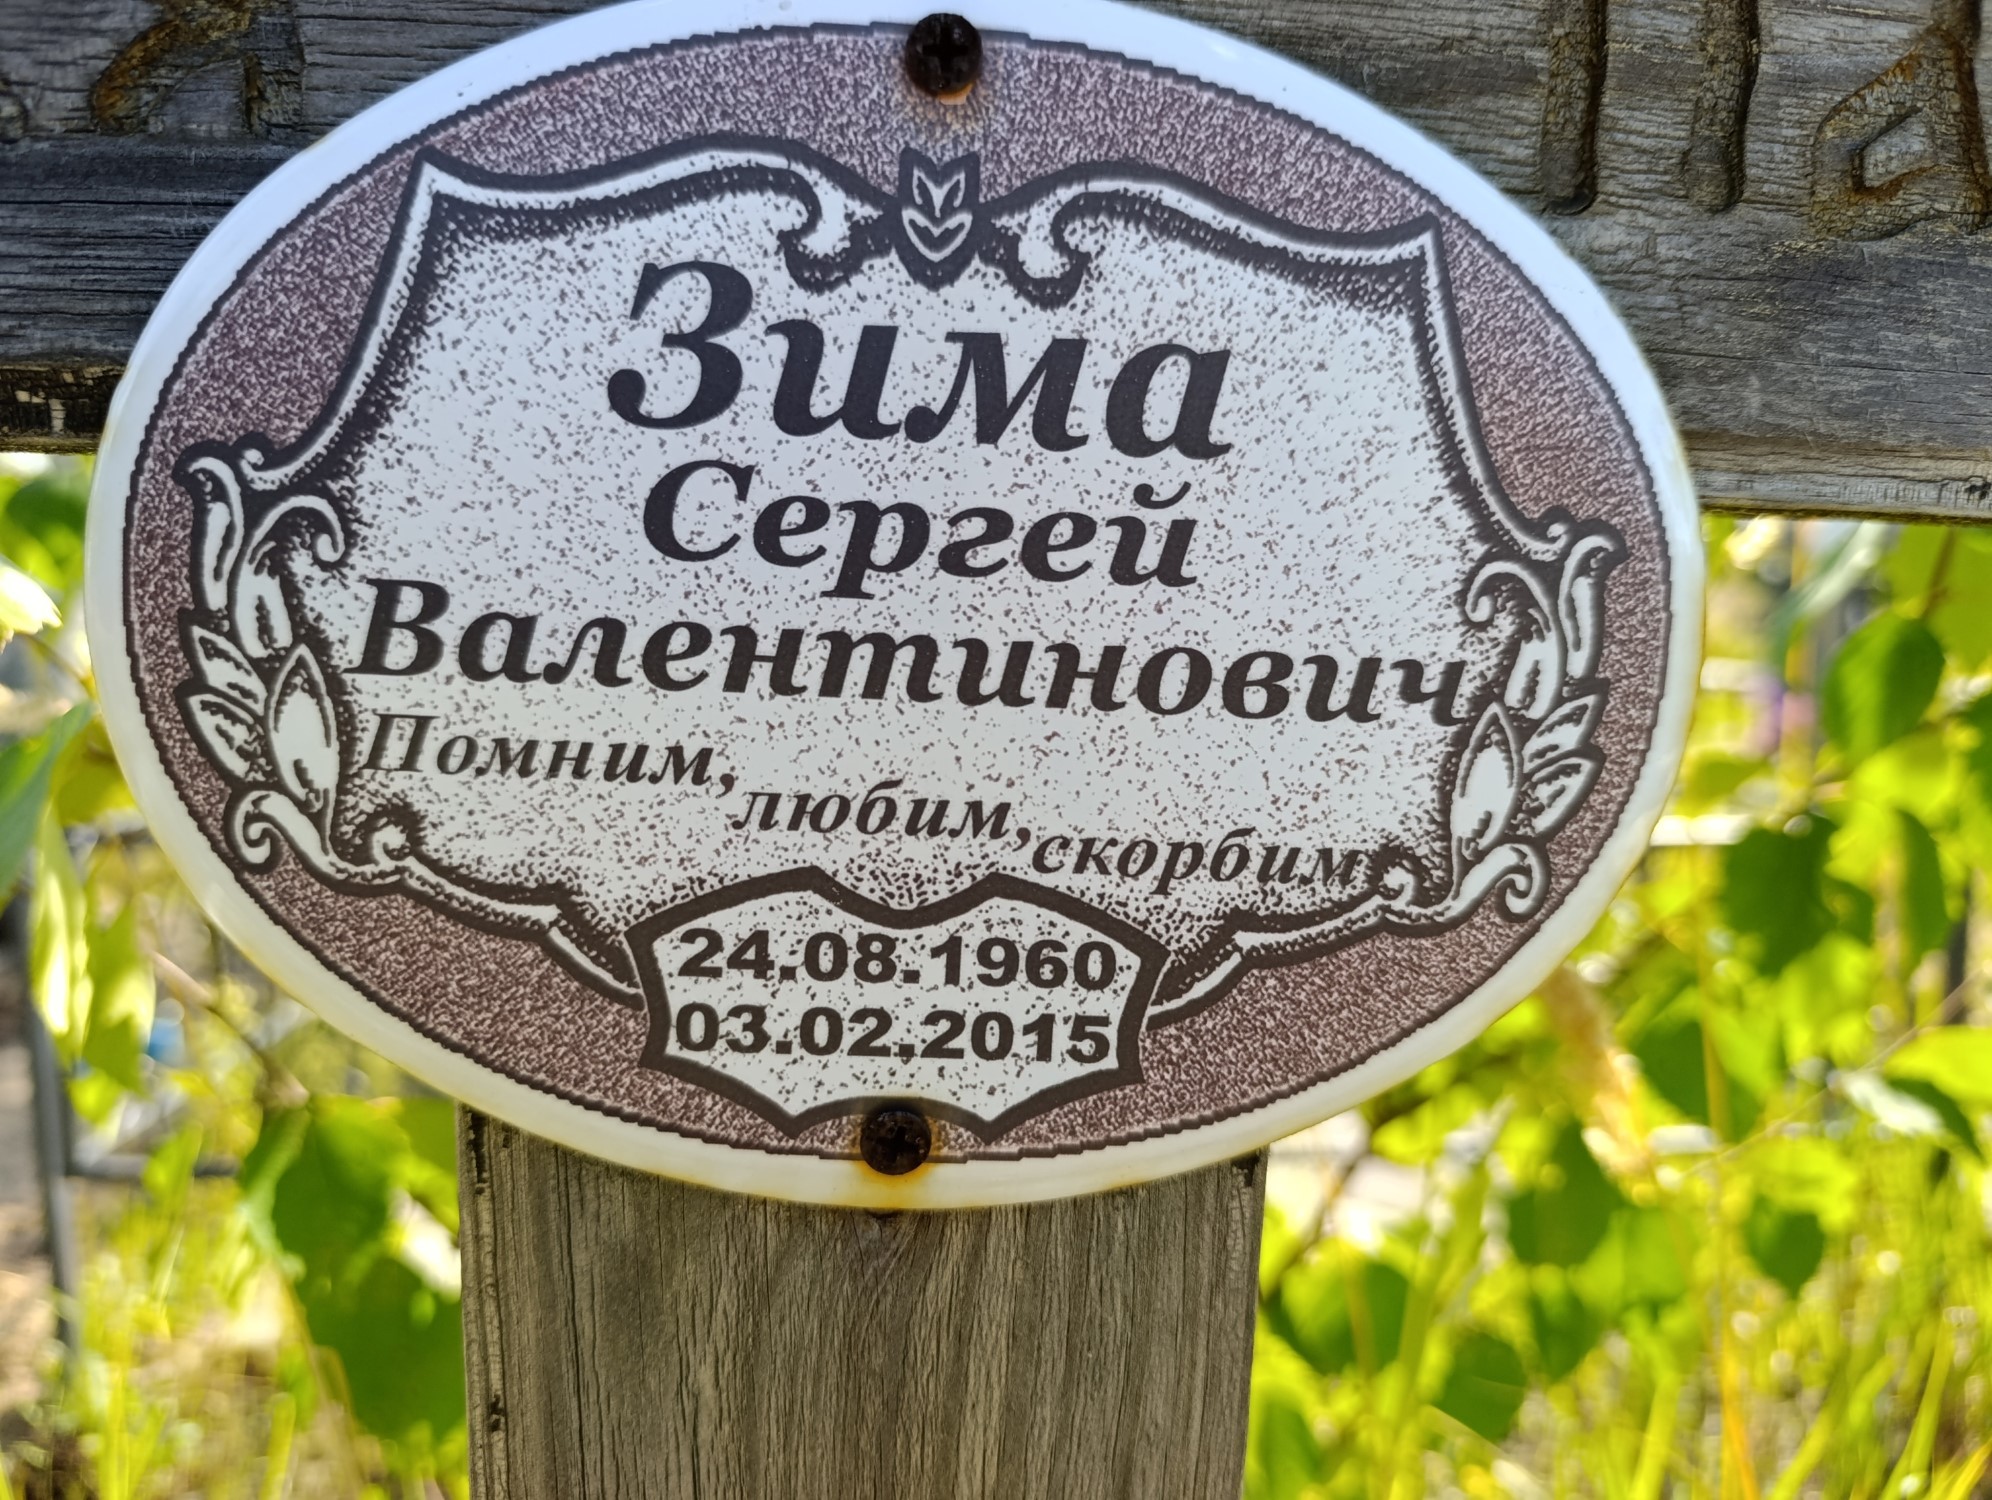 Зима
Сергей
Валентинович
Помним, любим, скорбим
24.08.1960
03.02.2015